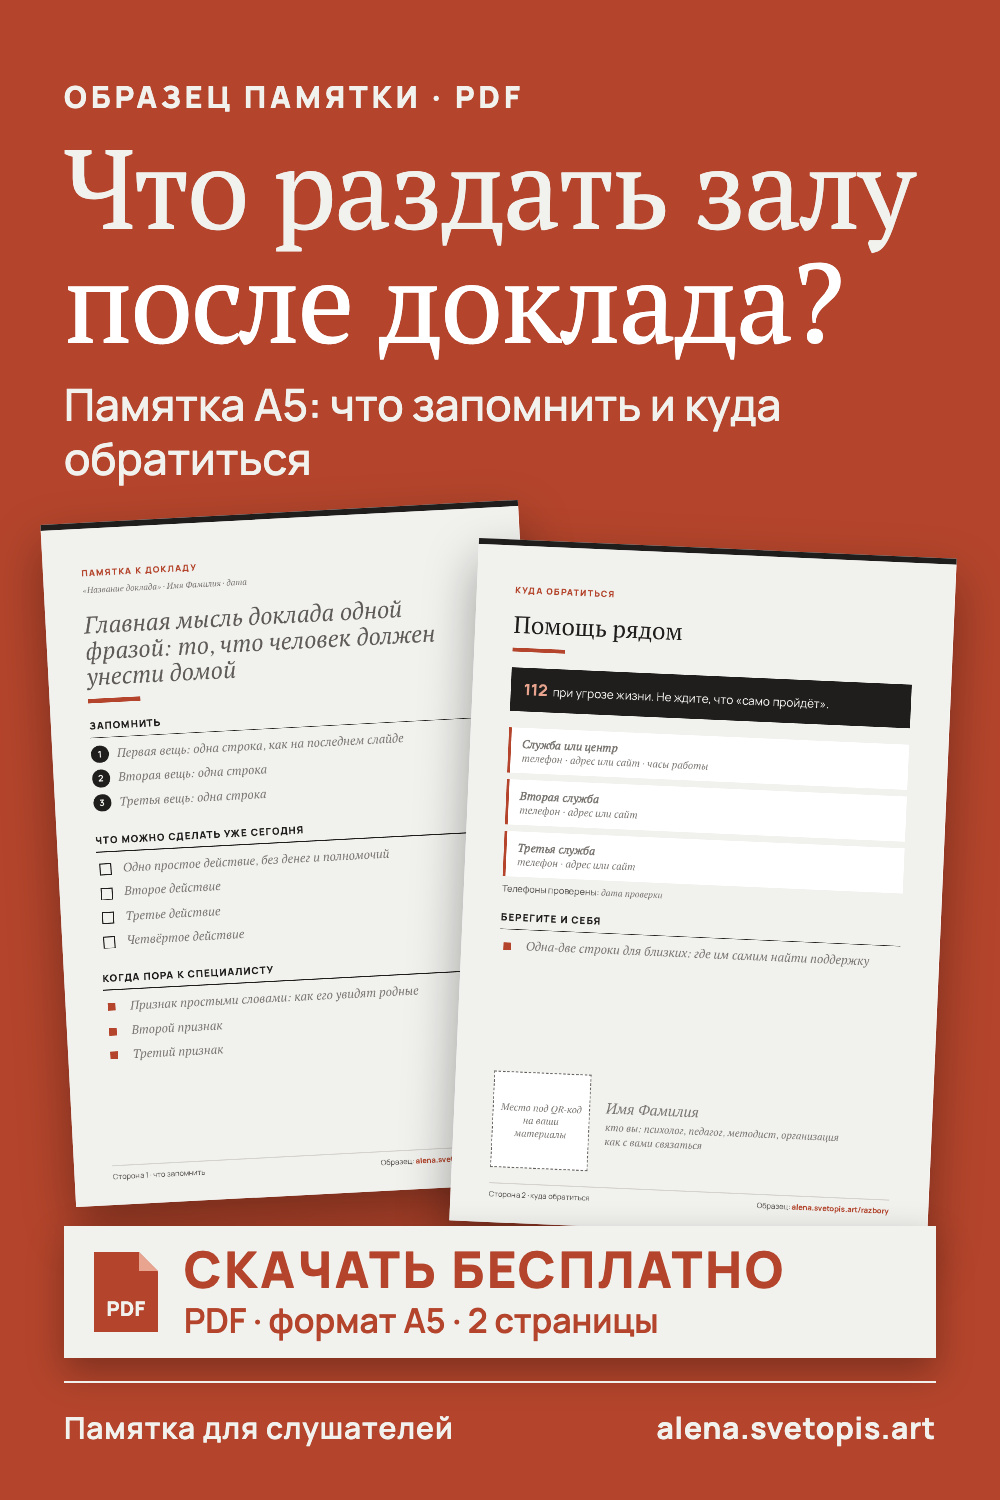 ОБРАЗЕЦ ПАМЯТКИ · PDF
Что раздать залу
после доклада?
Памятка А5: что запомнить и куда
обратиться
ПАМЯТКА К ДОКЛАДУ
«Название доклада» · Имя Фамилия · дата
Главная мысль доклада одной
фразой: то, что человек должен
унести домой
ЗАПОМНИТЬ
1 Первая вещь: одна строка, как на последнем слайде
2 Вторая вещь: одна строка
3 Третья вещь: одна строка
ЧТО МОЖНО СДЕЛАТЬ УЖЕ СЕГОДНЯ
Одно простое действие, без денег и полномочий
Второе действие
Третье действие
Четвёртое действие
КОГДА ПОРА К СПЕЦИАЛИСТУ
Признак простыми словами: как его увидят родные
Второй признак
Третий признак
Сторона 1 · что запомнить
Образец: alena.svet
КУДА ОБРАТИТЬСЯ
Помощь рядом
112 при угрозе жизни. Не ждите, что «само пройдёт».
Служба или центр
телефон · адрес или сайт · часы работы
Вторая служба
телефон · адрес или сайт
Третья служба
телефон · адрес или сайт
Телефоны проверены: дата проверки
БЕРЕГИТЕ И СЕБЯ
Одна-две строки для близких: где им самим найти поддержку
Место под QR-код
на ваши
материалы
Имя Фамилия
кто вы: психолог, педагог, методист, организация
как с вами связаться
Сторона 2 · куда обратиться
Образец: alena.svetopis.art/razbory
PDF
СКАЧАТЬ БЕСПЛАТНО
PDF · формат А5 · 2 страницы
Памятка для слушателей
alena.svetopis.art